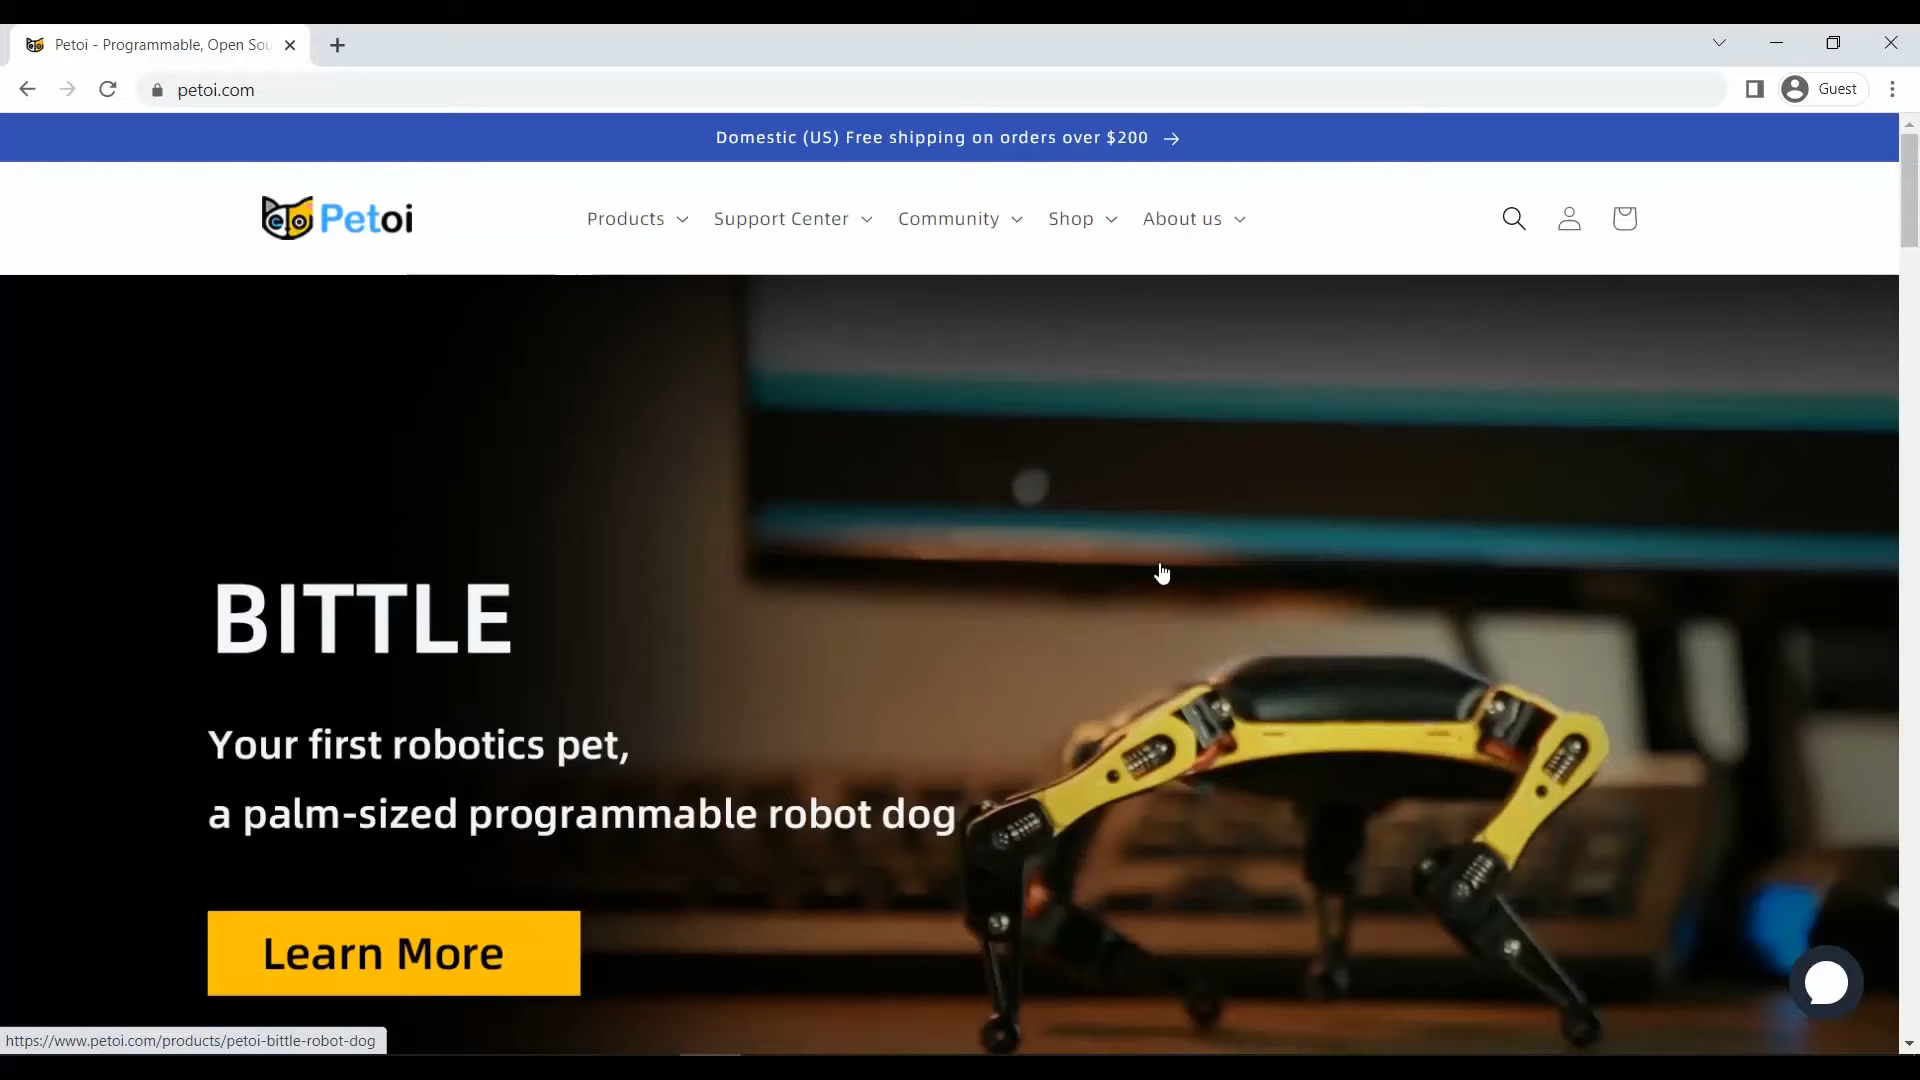 Petoi - Programmable, Open Sou
petoi.com
Guest
Domestic (US) Free shipping on orders over $200
Petoi
Products
Support Center
Community
Shop
About us
BITTLE
Your first robotics pet,
a palm-sized programmable robot dog
Learn More
https://www.petoi.com/products/petoi-bittle-robot-dog